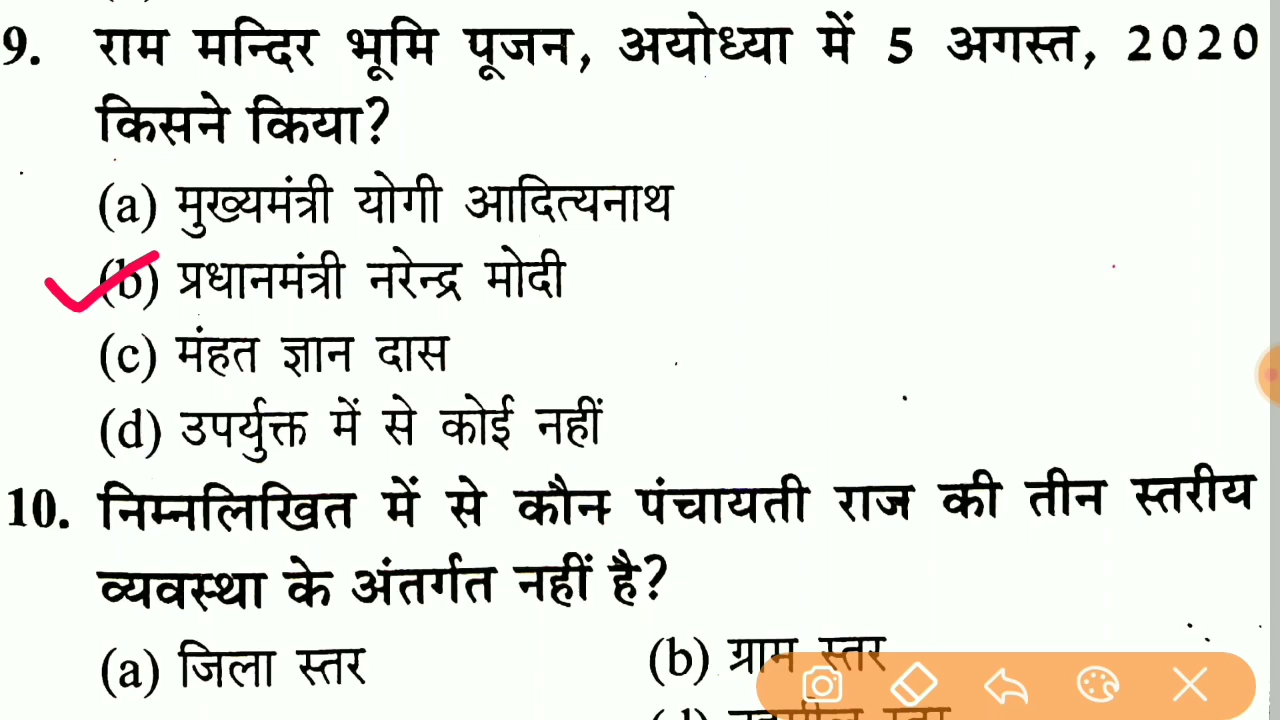 9. राम मन्दिर भूमि पूजन, अयोध्या में 5 अगस्त, 2020
किसने किया?
(a) मुख्यमंत्री योगी आदित्यनाथ
(b) प्रधानमंत्री नरेन्द्र मोदी
(c) मंहत ज्ञान दास
(d) उपर्युक्त में से कोई नहीं
10. निम्नलिखित में से कौन पंचायती राज की तीन स्तरीय
व्यवस्था के अंतर्गत नहीं है?
(a) जिला स्तर (b) ग्राम स्तर